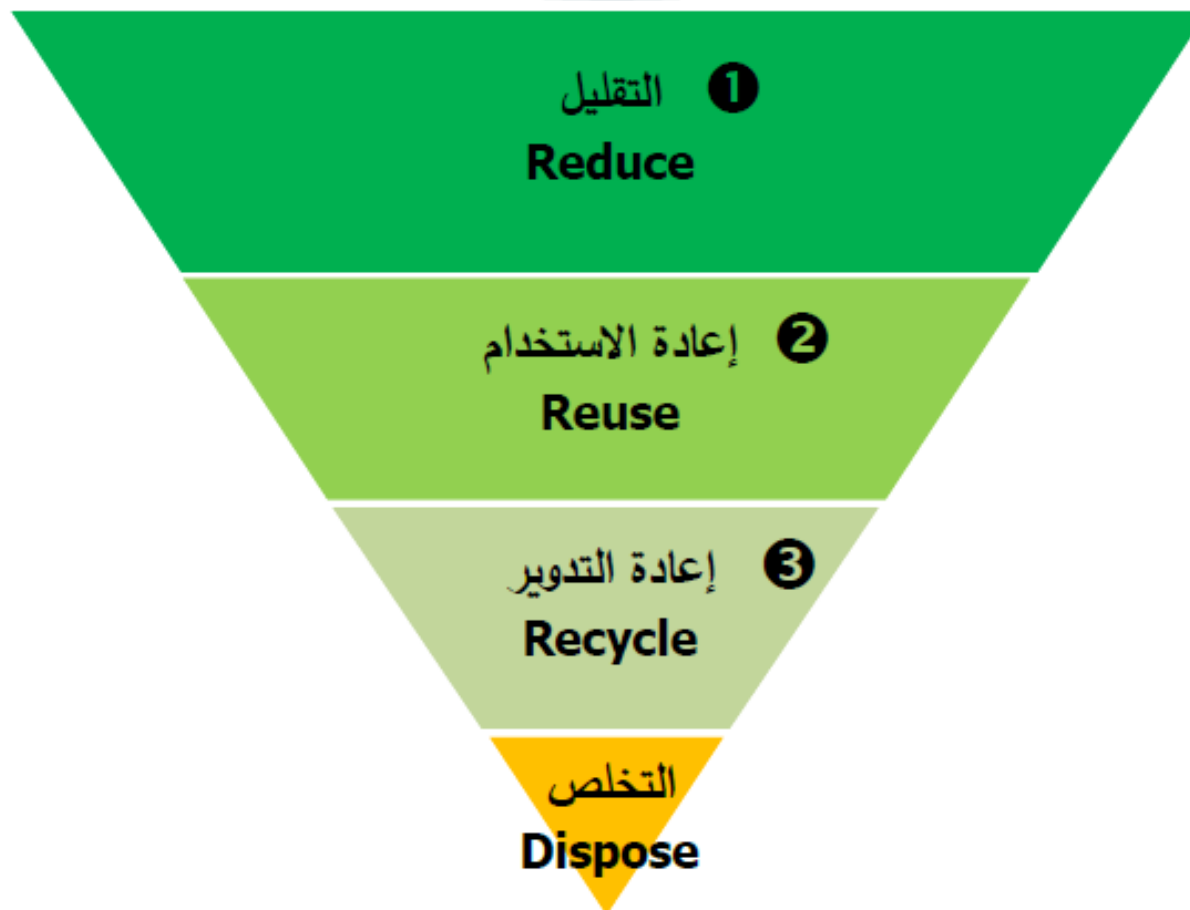 ❶ التقليل
Reduce
❷ إعادة الاستخدام
Reuse
❸ إعادة التدوير
Recycle
التخلص
Dispose